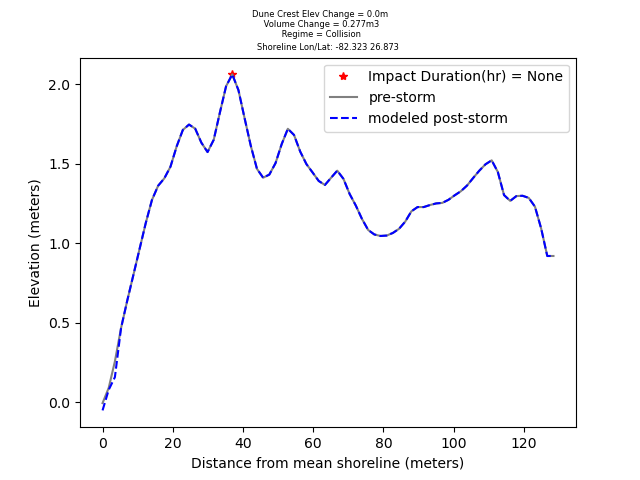 Dune Crest Elev Change = 0.0m
Volume Change = 0.277m3
Regime = Collision
Shoreline Lon/Lat: -82.323 26.873
Impact Duration(hr) = None
pre-storm
modeled post-storm
2.0
1.5
1.0
0.5
0.0
Elevation (meters)
0 20 40 60 80 100 120
Distance from mean shoreline (meters)